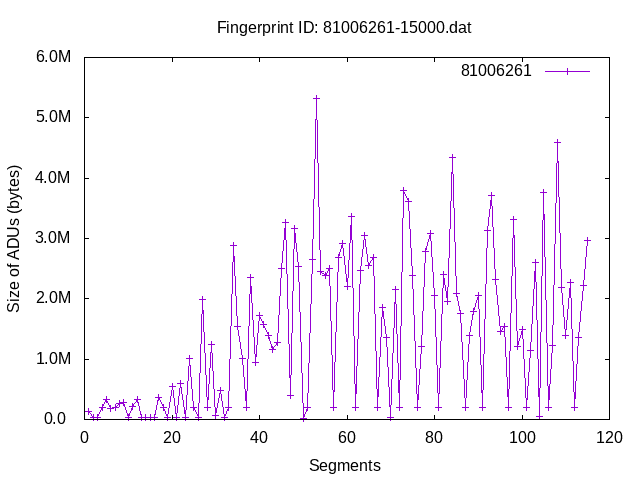 Fingerprint ID: 81006261-15000.dat
81006261
Size of ADUs (bytes)
6.0M
5.0M
4.0M
3.0M
2.0M
1.0M
0.0
0 20 40 60 80 100 120
Segments